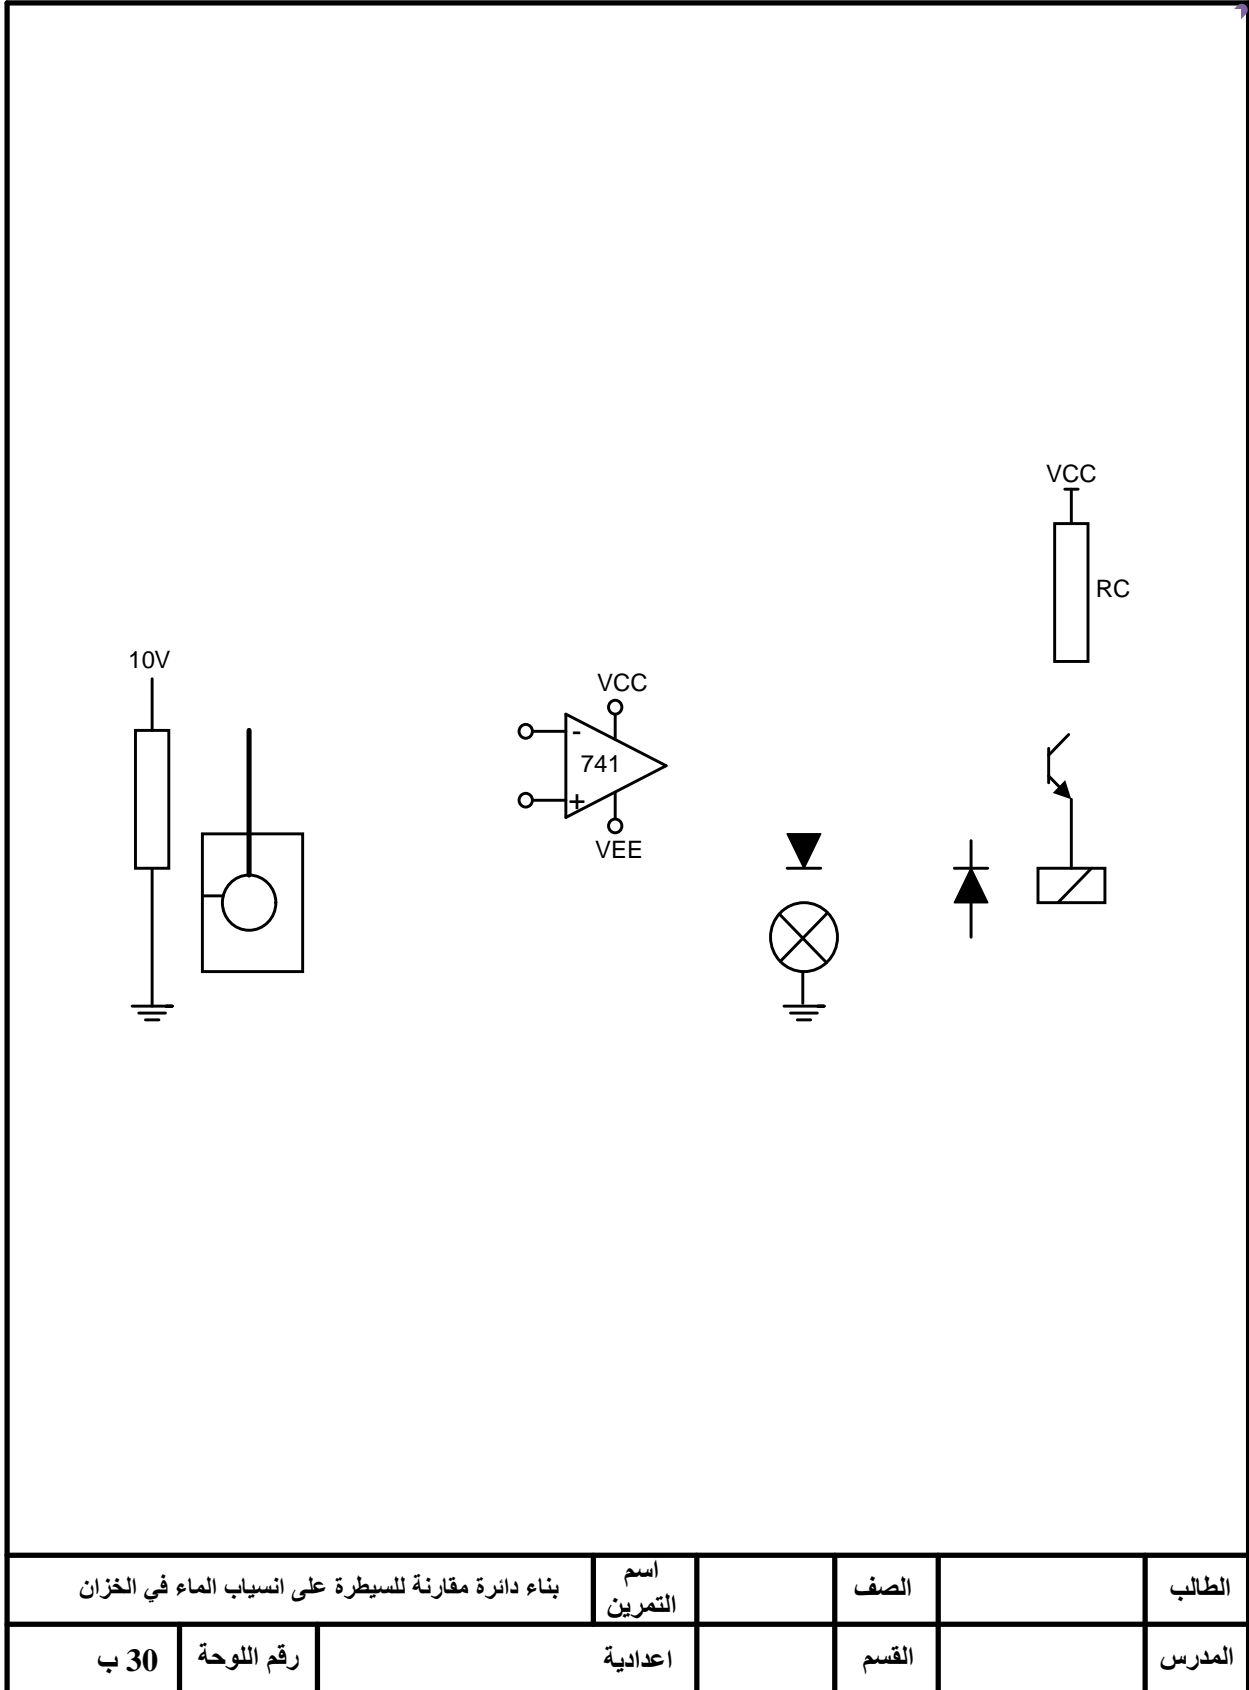 VCC
RC
10V
VCC
-
741
+
VEE
الطالب
الصف
اسم
التمرين
بناء دائرة مقارنة للسيطرة على انسياب الماء في الخزان
المدرس
القسم
اعدادية
رقم اللوحة
30 ب